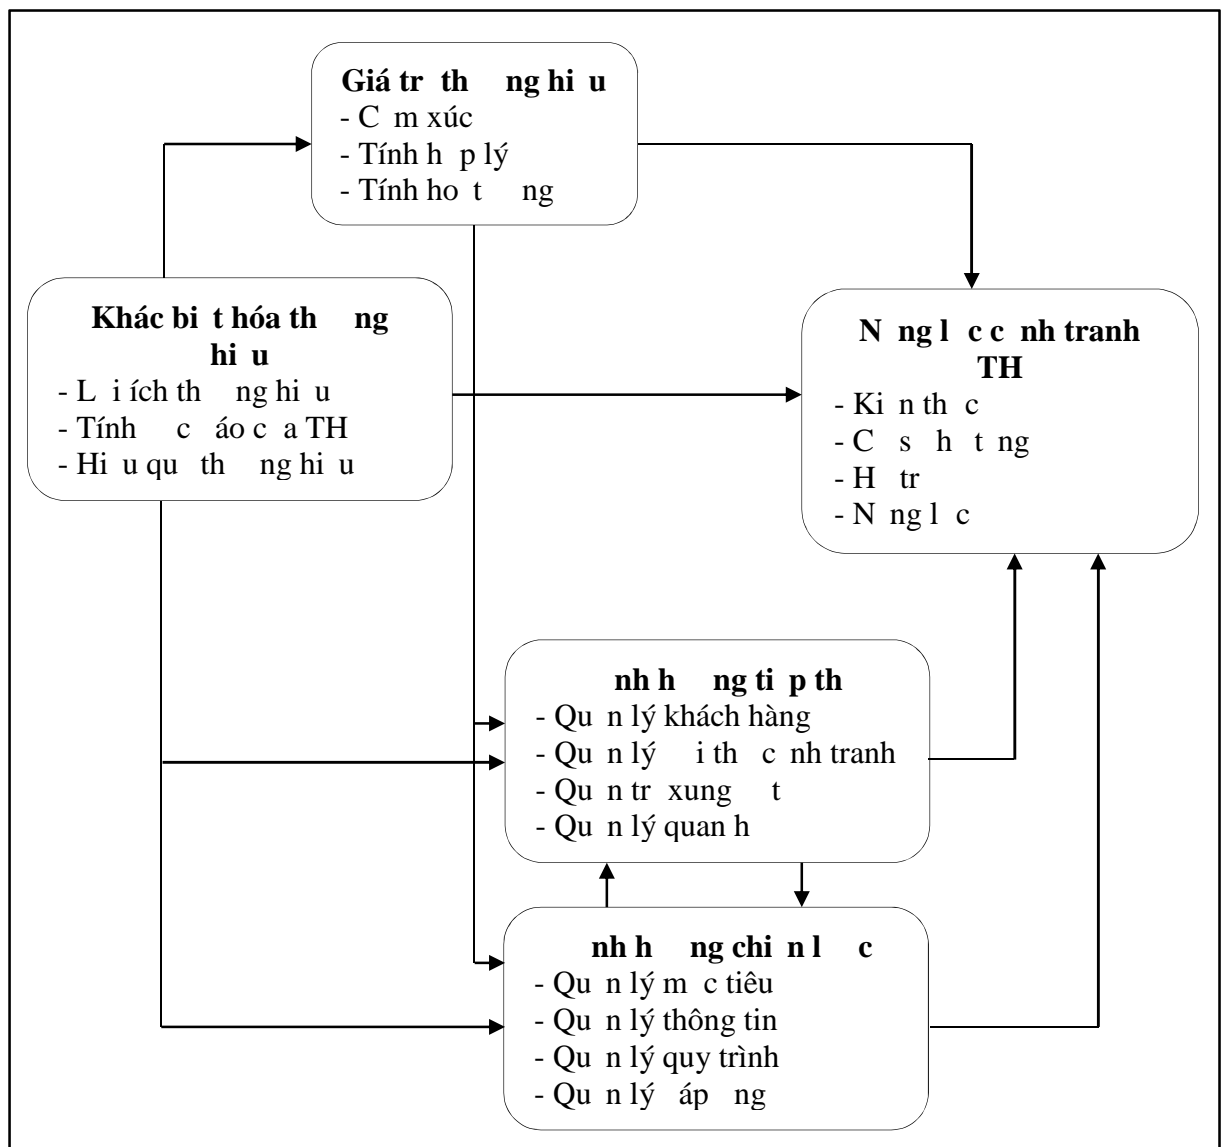 Giá tr th ng hi u
- C m xúc
- Tính h p lý
- Tính ho t ng
Khác bi t hóa th ng
hi u
- L i ích th ng hi u
- Tính c áo c a TH
- Hi u qu th ng hi u
N ng l c c nh tranh
TH
- Ki n th c
- C s h t ng
- H tr
- N ng l c
nh h ng ti p th
- Qu n lý khách hàng
- Qu n lý i th c nh tranh
- Qu n tr xung t
- Qu n lý quan h
nh h ng chi n l c
- Qu n lý m c tiêu
- Qu n lý thông tin
- Qu n lý quy trình
- Qu n lý áp ng